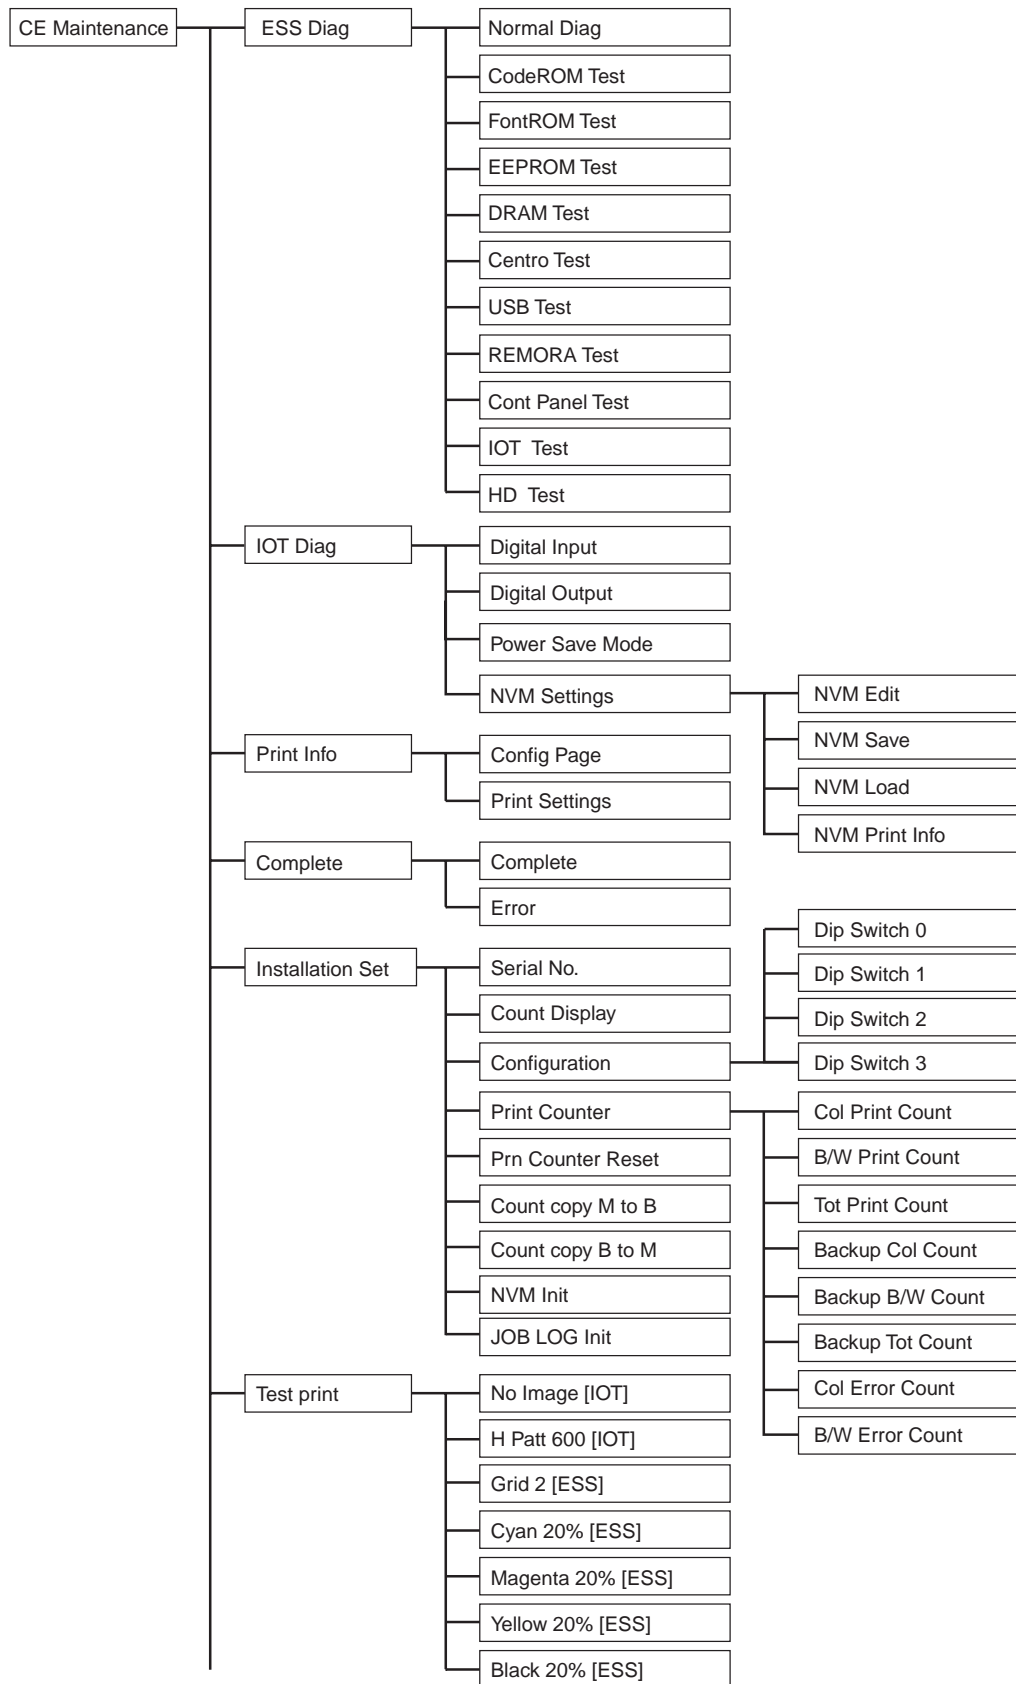 CE Maintenance
ESS Diag
Normal Diag
CodeROM Test
FontROM Test
EEPROM Test
DRAM Test
Centro Test
USB Test
REMORA Test
Cont Panel Test
IOT Test
HD Test
IOT Diag
Digital Input
Digital Output
Power Save Mode
NVM Settings
NVM Edit
NVM Save
NVM Load
NVM Print Info
Print Info
Config Page
Print Settings
Complete
Complete
Error
Installation Set
Serial No.
Count Display
Configuration
Dip Switch 0
Dip Switch 1
Dip Switch 2
Dip Switch 3
Print Counter
Col Print Count
B/W Print Count
Tot Print Count
Backup Col Count
Backup B/W Count
Backup Tot Count
Col Error Count
B/W Error Count
Prn Counter Reset
Count copy M to B
Count copy B to M
NVM Init
JOB LOG Init
Test print
No Image [IOT]
H Patt 600 [IOT]
Grid 2 [ESS]
Cyan 20% [ESS]
Magenta 20% [ESS]
Yellow 20% [ESS]
Black 20% [ESS]